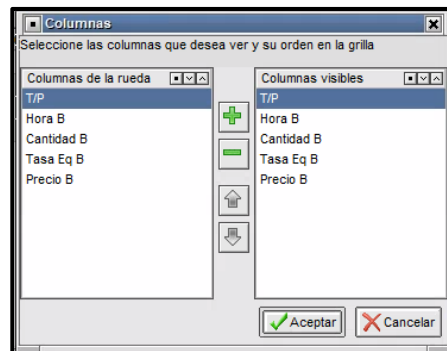 Columnas
Seleccione las columnas que desea ver y su orden en la grilla
Columnas de la rueda
T/P
Hora B
Cantidad B
Tasa Eq B
Precio B
Columnas visibles
T/P
Hora B
Cantidad B
Tasa Eq B
Precio B
Aceptar
Cancelar